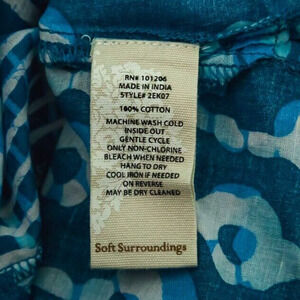 RN# 101206
MADE IN INDIA
STYLE# 2EK07
100% COTTON
MACHINE WASH COLD
INSIDE OUT
GENTLE CYCLE
ONLY NON-CHLORINE
BLEACH WHEN NEEDED
HANG TO DRY
COOL IRON IF NEEDED
ON REVERSE
MAY BE DRY CLEANED
Soft Surroundings